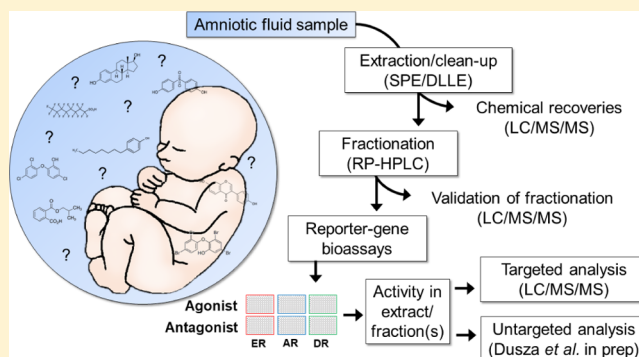 Amniotic fluid sample
Extraction/clean-up
(SPE/DLLE)
Chemical recoveries
(LC/MS/MS)
Fractionation
(RP-HPLC)
Validation of fractionation
(LC/MS/MS)
Reporter-gene
bioassays
Agonist
Antagonist
ER AR DR
Activity in
extract/
fraction(s)
Targeted analysis
(LC/MS/MS)
Untargeted analysis
(Dusza et al. in prep)
?
?
?
?
?
?
?